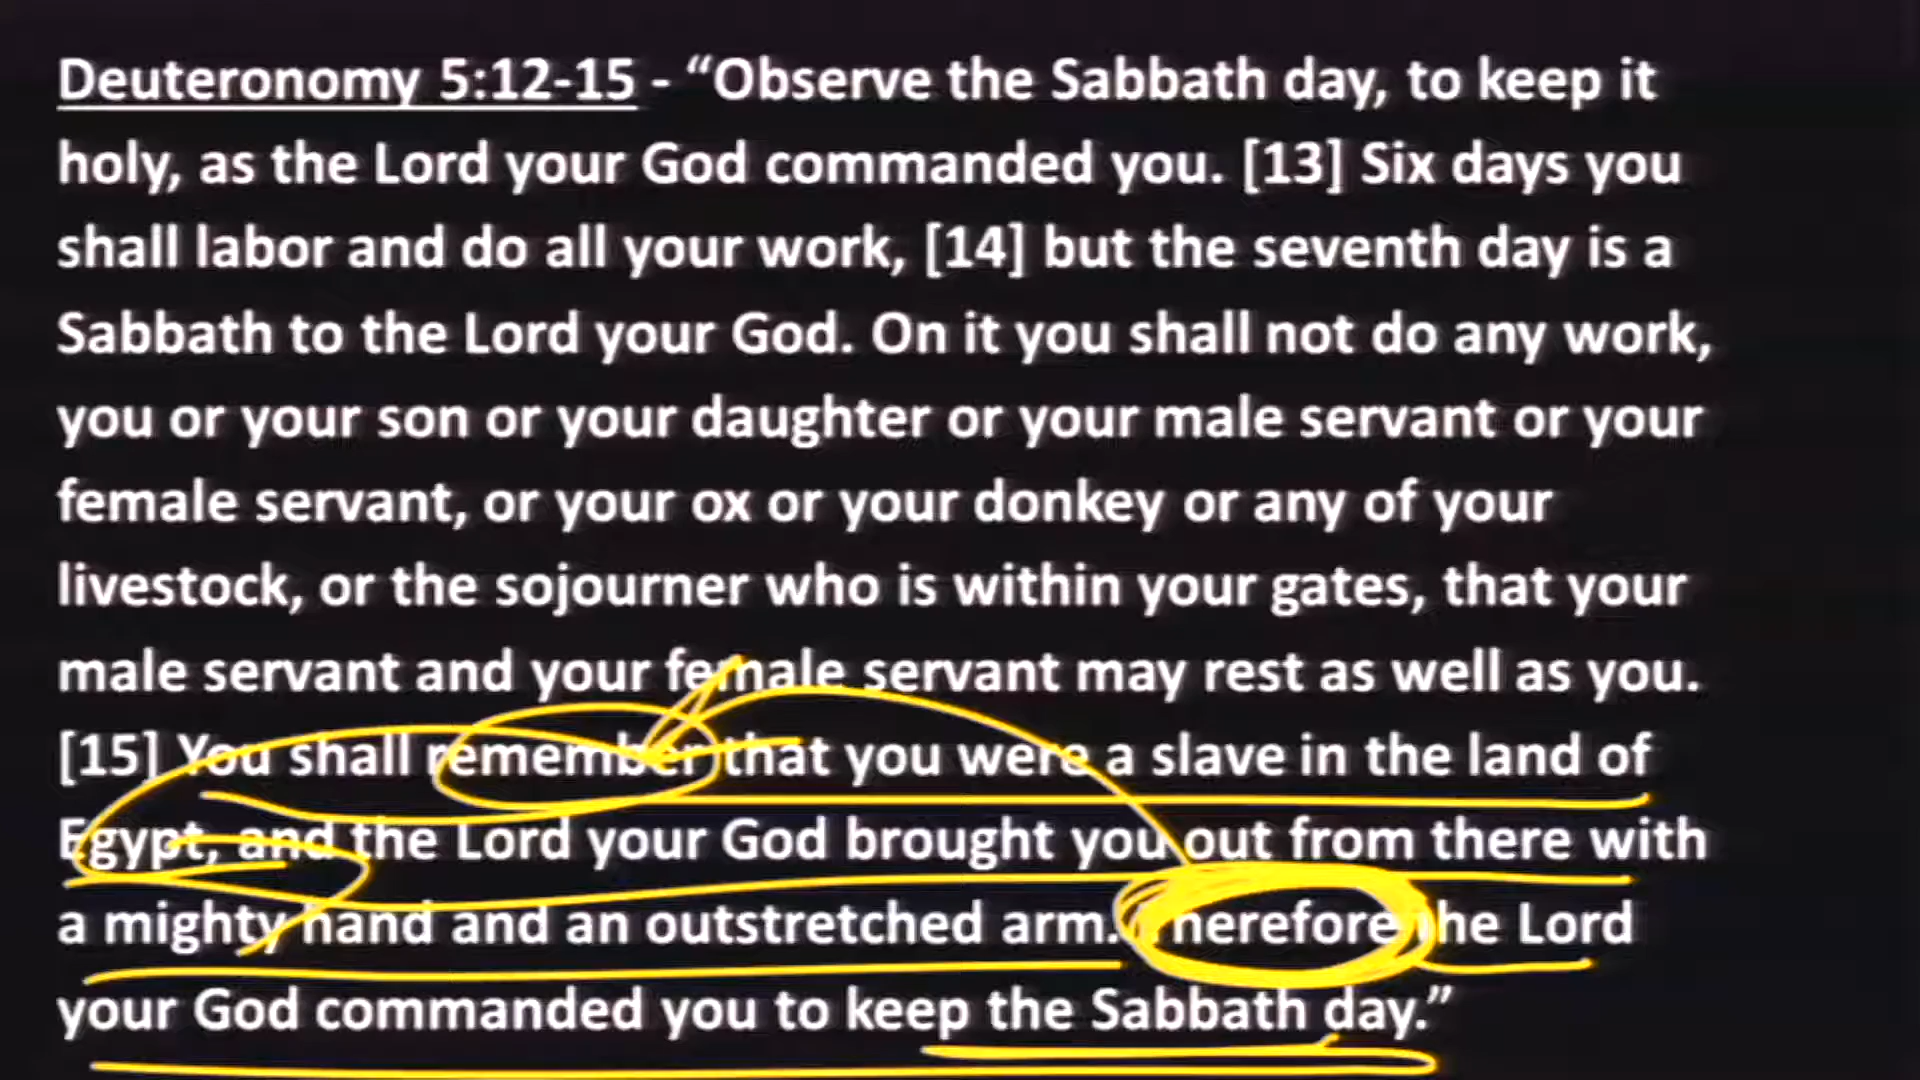 Deuteronomy 5:12-15 - “Observe the Sabbath day, to keep it
holy, as the Lord your God commanded you. [13] Six days you
shall labor and do all your work, [14] but the seventh day is a
Sabbath to the Lord your God. On it you shall not do any work,
you or your son or your daughter or your male servant or your
female servant, or your ox or your donkey or any of your
livestock, or the sojourner who is within your gates, that your
male servant and your female servant may rest as well as you.
[15] You shall remember that you were a slave in the land of
Egypt, and the Lord your God brought you out from there with
a mighty hand and an outstretched arm. Therefore the Lord
your God commanded you to keep the Sabbath day.”